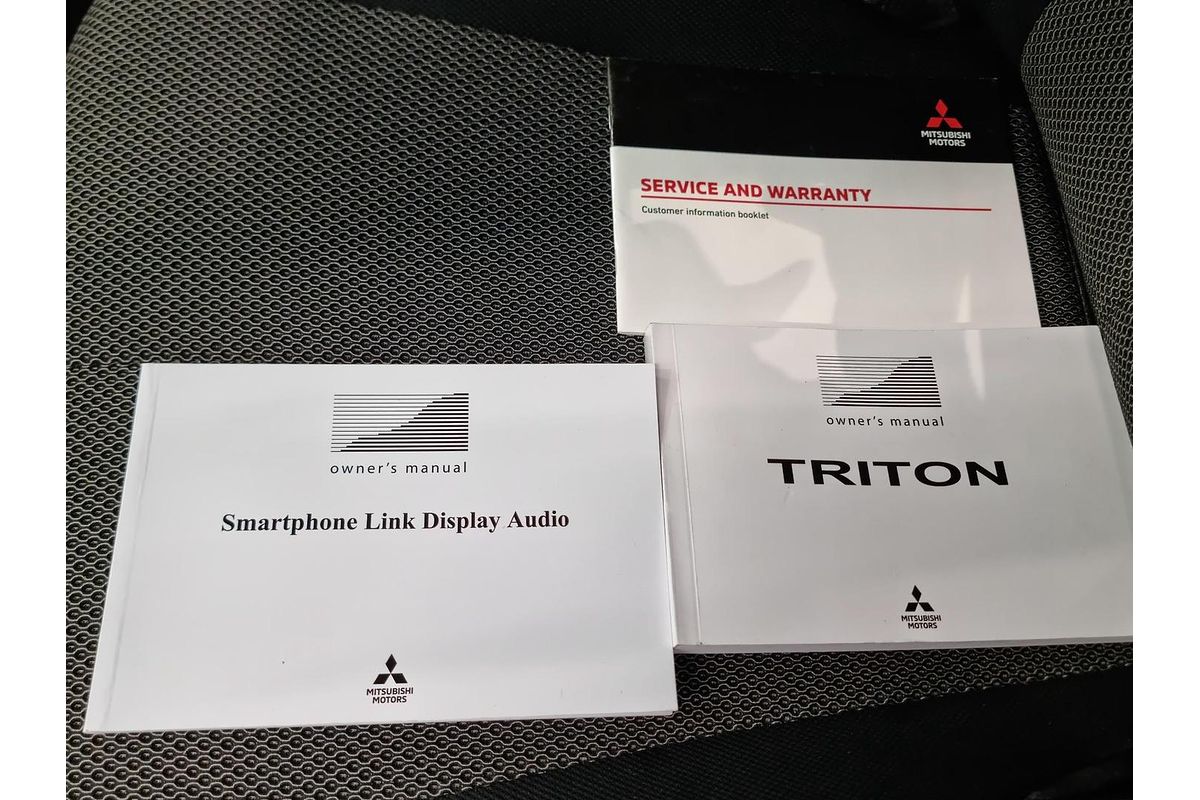 MITSUBISHI
MOTORS
SERVICE AND WARRANTY
Customer information booklet
owner's manual
TRITON
MITSUBISHI
MOTORS
owner's manual
Smartphone Link Display Audio
MITSUBISHI
MOTORS